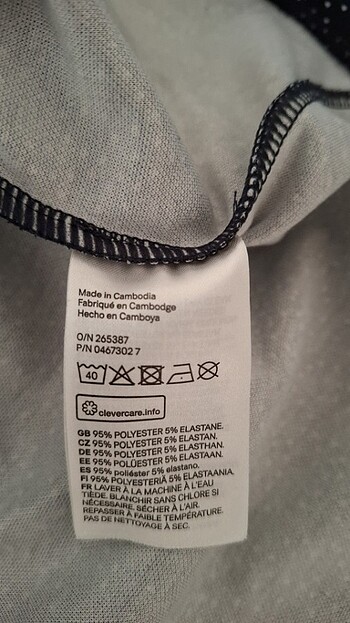 Made in Cambodia
Fabriqué en Cambodge
Hecho en Camboya
O/N 265387
P/N 0467302 7
40
clevercare.info
GB 95% POLYESTER 5% ELASTANE.
CZ 95% POLYESTER 5% ELASTAN.
DE 95% POLYESTER 5% ELASTHAN.
EE 95% POLÜESTER 5% ELASTAAN.
ES 95% poliéster 5% elastano.
FI 95% POLYESTERIÄ 5% ELASTAANIA.
FR LAVER À LA MACHINE À L'EAU
TIÈDE. BLANCHIR SANS CHLORE SI
NÉCESSAIRE. SÉCHER À L'AIR.
REPASSER À FAIBLE TEMPÉRATURE.
PAS DE NETTOYAGE À SEC.